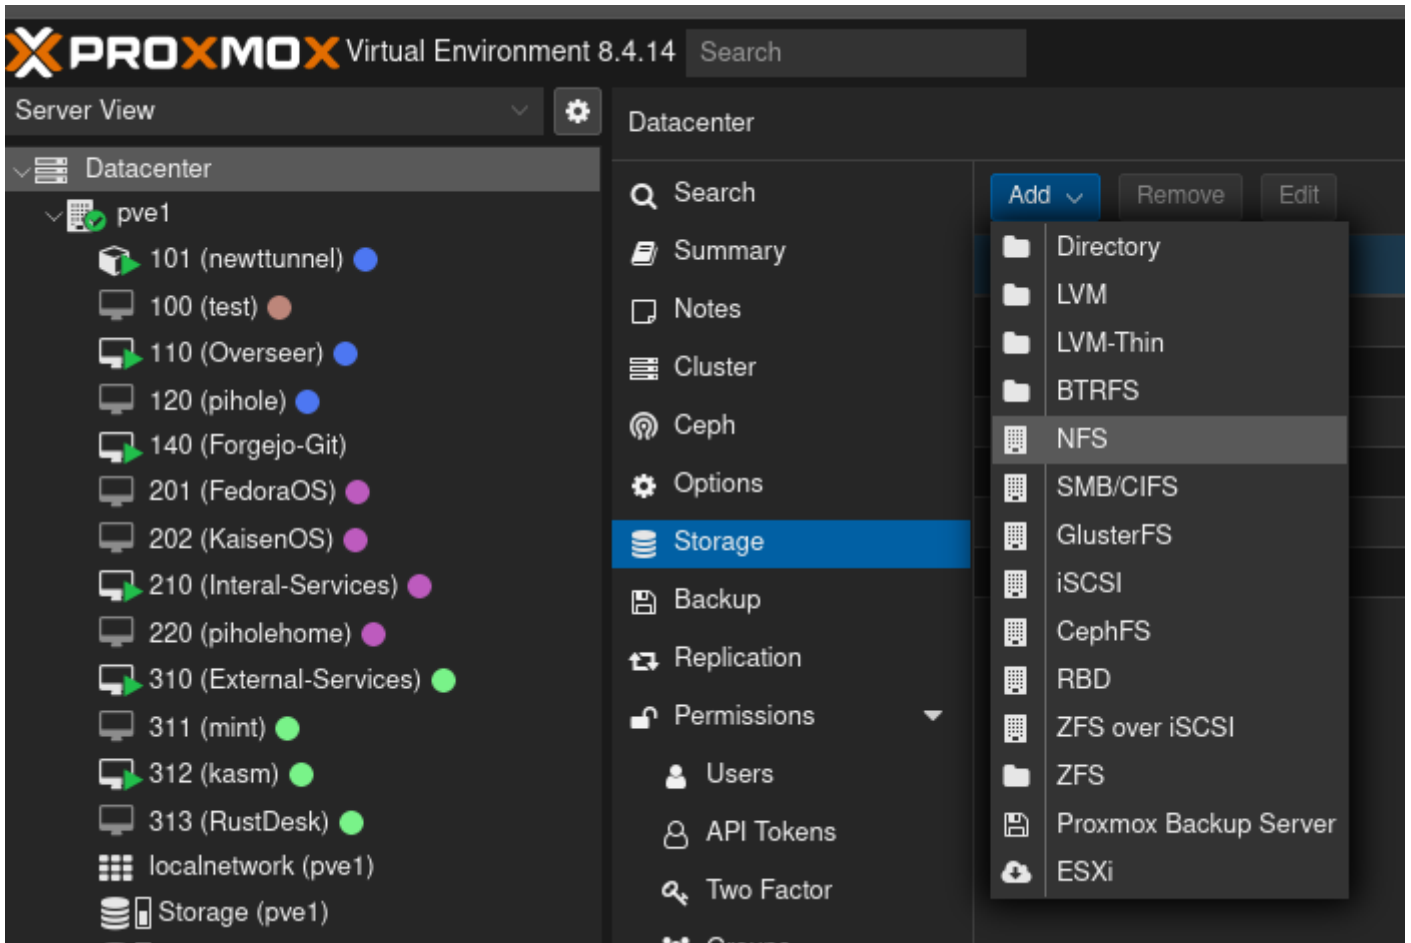 PROXMOX Virtual Environment 8.4.14 Search
Server View
Datacenter
pve1
101 (newttunnel)
100 (test)
110 (Overseer)
120 (pihole)
140 (Forgejo-Git)
201 (FedoraOS)
202 (KaisenOS)
210 (Interal-Services)
220 (piholehome)
310 (External-Services)
311 (mint)
312 (kasm)
313 (RustDesk)
localnetwork (pve1)
Storage (pve1)
Datacenter
Search
Summary
Notes
Cluster
Ceph
Options
Storage
Backup
Replication
Permissions
Users
API Tokens
Two Factor
Add Remove Edit
Directory
LVM
LVM-Thin
BTRFS
NFS
SMB/CIFS
GlusterFS
iSCSI
CephFS
RBD
ZFS over iSCSI
ZFS
Proxmox Backup Server
ESXi